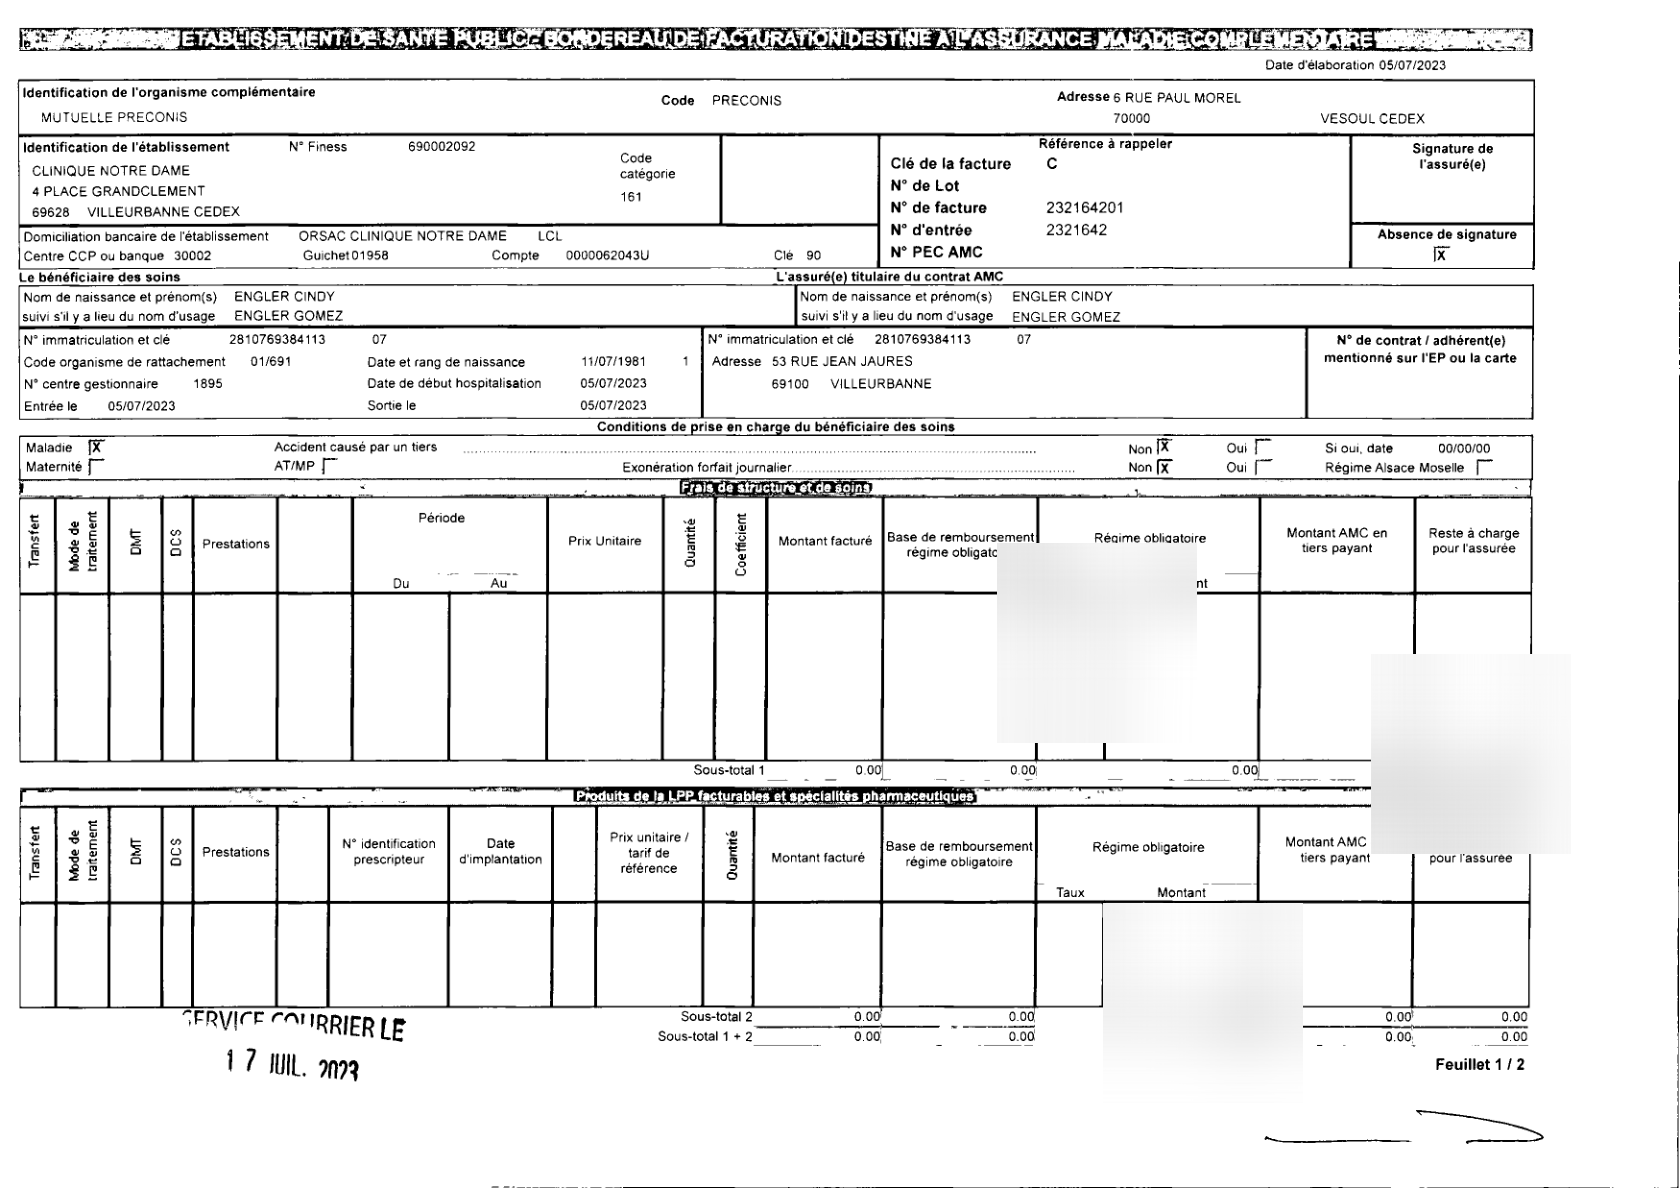 ETABLISSEMENT DE SANTE PUBLIC BORDEREAU DE FACTURATION DESTINE A L'ASSURANCE MALADIE COMPLEMENTAIRE
Date d'élaboration 05/07/2023
Identification de l'organisme complémentaire
Code PRECONIS
Adresse 6 RUE PAUL MOREL
MUTUELLE PRECONIS
70000 VESOUL CEDEX
Identification de l'établissement N° Finess 690002092
CLINIQUE NOTRE DAME
4 PLACE GRANDCLEMENT
69628 VILLEURBANNE CEDEX
Code
catégorie
161
Référence à rappeler
Clé de la facture C
N° de Lot
N° de facture 232164201
N° d'entrée 2321642
N° PEC AMC
Signature de
l'assuré(e)
Absence de signature
X
Domiciliation bancaire de l'établissement ORSAC CLINIQUE NOTRE DAME LCL
Centre CCP ou banque 30002 Guichet 01958 Compte 0000062043U Clé 90
Le bénéficiaire des soins
L'assuré(e) titulaire du contrat AMC
Nom de naissance et prénom(s) ENGLER CINDY
suivi s'il y a lieu du nom d'usage ENGLER GOMEZ
Nom de naissance et prénom(s) ENGLER CINDY
suivi s'il y a lieu du nom d'usage ENGLER GOMEZ
N° immatriculation et clé 2810769384113 07
Code organisme de rattachement 01/691 Date et rang de naissance 11/07/1981 1
N° centre gestionnaire 1895 Date de début hospitalisation 05/07/2023
Entrée le 05/07/2023 Sortie le 05/07/2023
N° immatriculation et clé 2810769384113 07
Adresse 53 RUE JEAN JAURES
69100 VILLEURBANNE
N° de contrat / adhérent(e)
mentionné sur l'EP ou la carte
Conditions de prise en charge du bénéficiaire des soins
Maladie X Accident causé par un tiers Non X Oui Si oui, date 00/00/00
Maternité AT/MP Exonération forfait journalier Non X Oui Régime Alsace Moselle
Frais de structure et de soins
Transfert
Mode de
traitement
DMT
DCS
Prestations
Période
Du Au
Prix Unitaire
Quantité
Coefficient
Montant facturé
Base de remboursement
régime
Régime obligatoire
Montant AMC en
tiers payant
Reste à charge
pour l'assurée
Sous-total 1 0.00 0.00 0.00
Produits de la LPP facturables et spécialités pharmaceutiques
Transfert
Mode de
traitement
DMT
DCS
Prestations
N° identification
prescripteur
Date
d'implantation
Prix unitaire /
tarif de
référence
Quantité
Montant facturé
Base de remboursement
régime obligatoire
Régime obligatoire
Taux Montant
Montant AMC
tiers payant
pour l'assurée
Sous-total 2 0.00 0.00 0.00 0.00
Sous-total 1 + 2 0.00 0.00 0.00 0.00
SERVICE COURRIER LE
17 JUIL. 2023
Feuillet 1 / 2